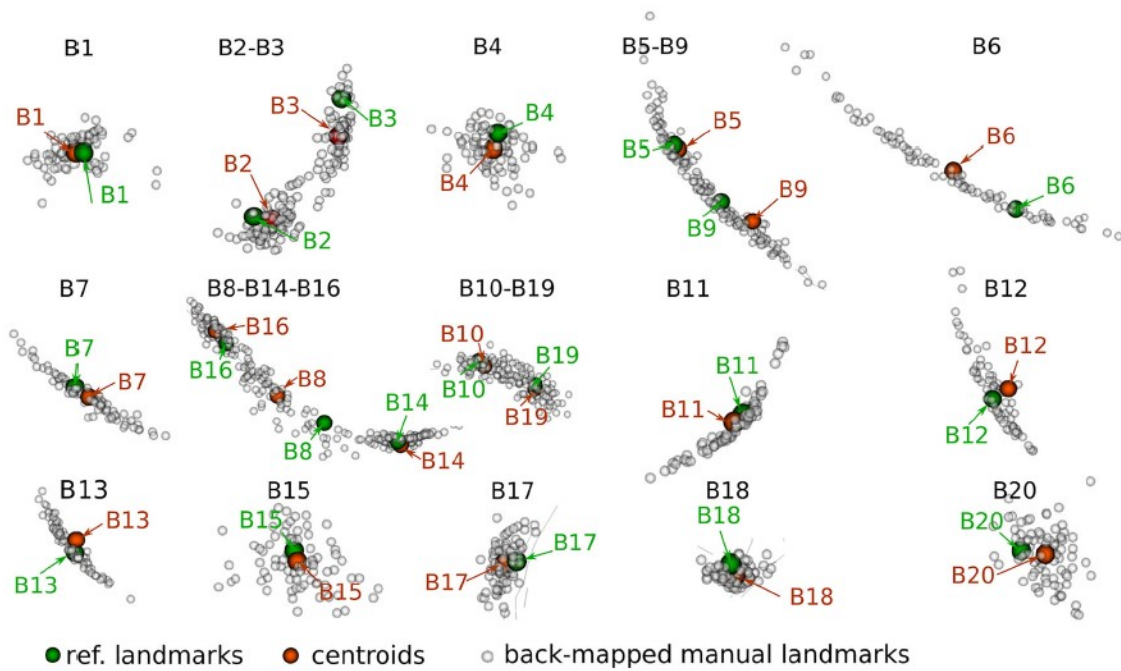 B1 B2-B3 B4 B5-B9 B6
B1
B1
B3
B3
B2
B2
B4
B4
B5
B5
B9
B9
B6
B6
B7 B8-B14-B16 B10-B19 B11 B12
B7
B7
B16
B16
B8
B8
B14
B14
B10
B10
B19
B19
B11
B11
B12
B12
B13 B15 B17 B18 B20
B13
B13
B15
B15
B17
B17
B18
B18
B20
B20
ref. landmarks centroids back-mapped manual landmarks